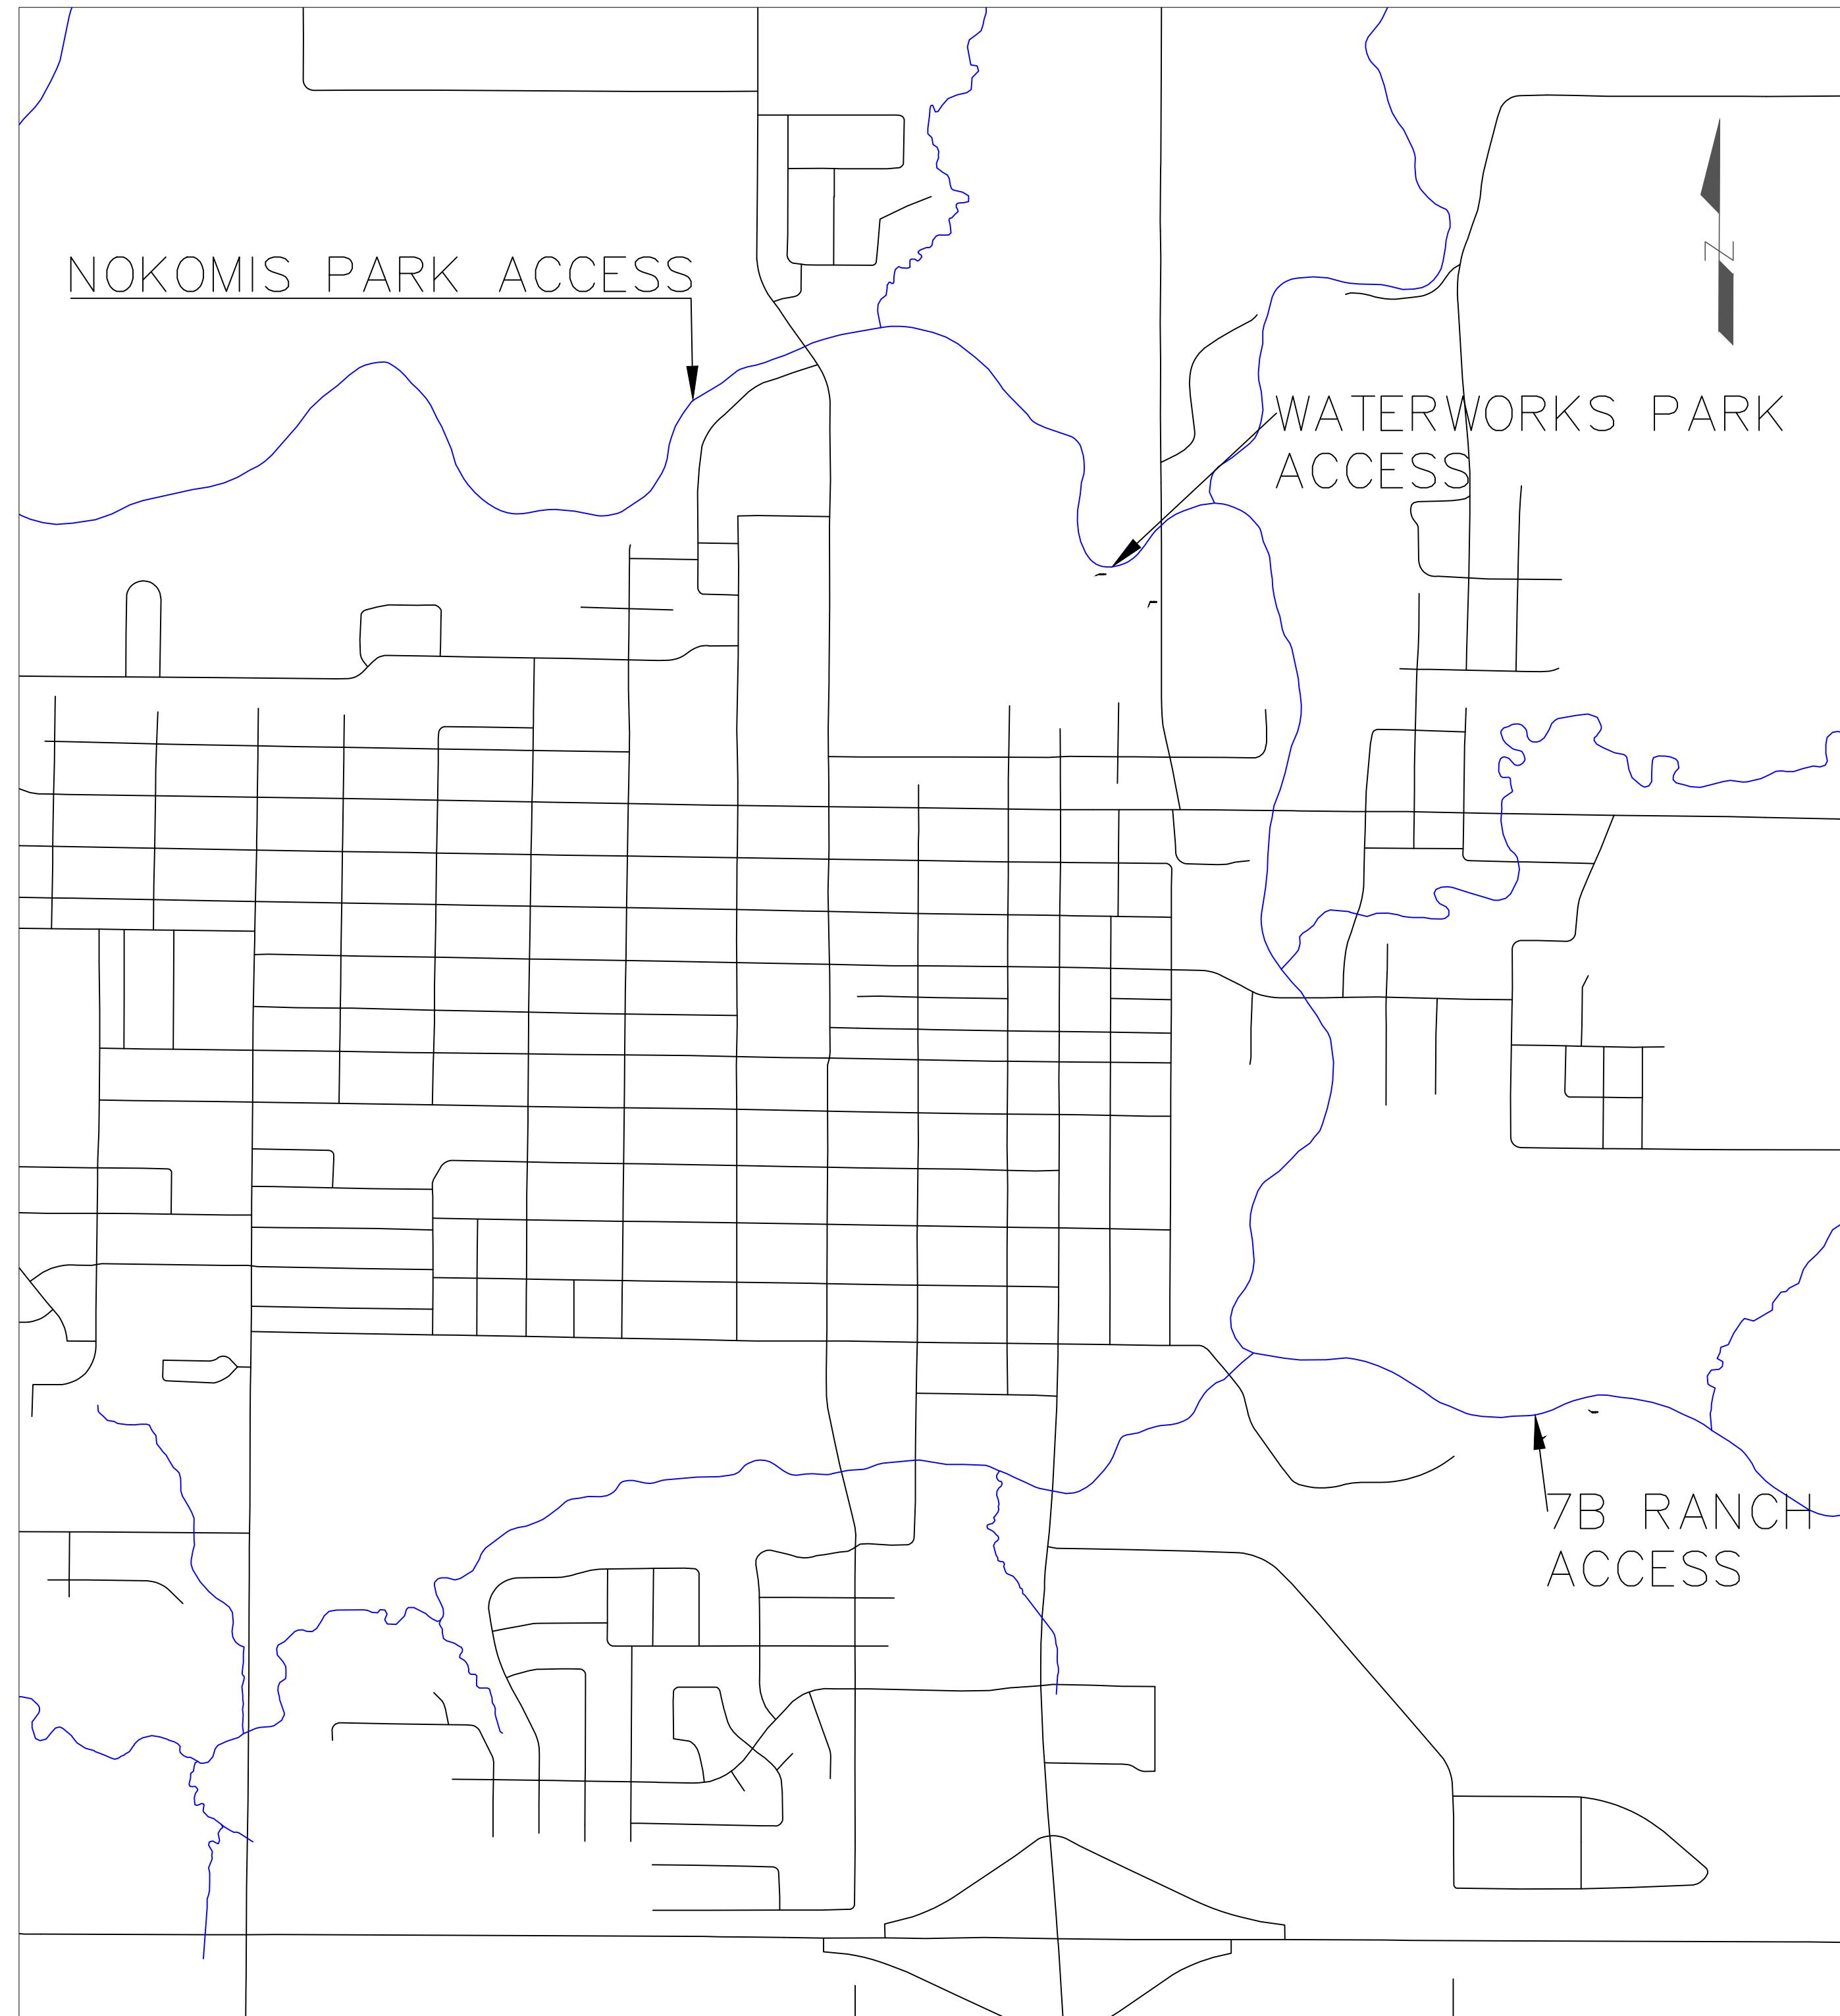 N
NOKOMIS PARK ACCESS
WATERWORKS PARK
ACCESS
7B RANCH
ACCESS